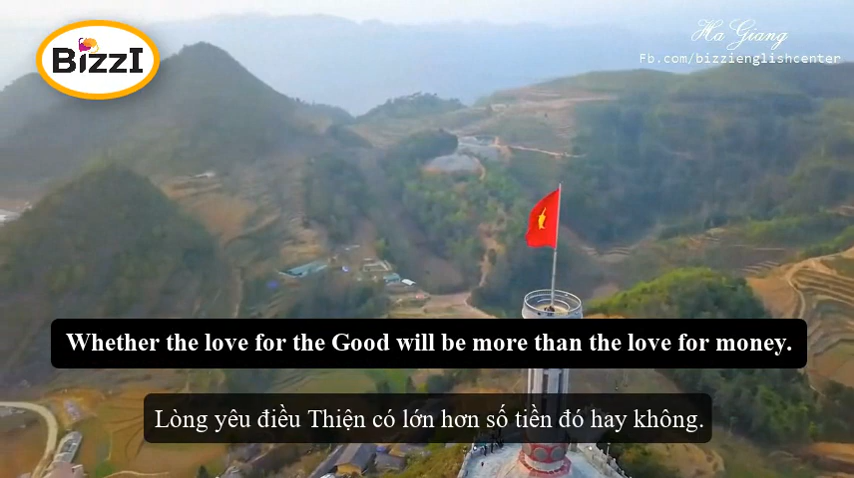 BizzI
Ha Giang
Fb.com/bizzienglishcenter
Whether the love for the Good will be more than the love for money.
Lòng yêu điều Thiện có lớn hơn số tiền đó hay không.